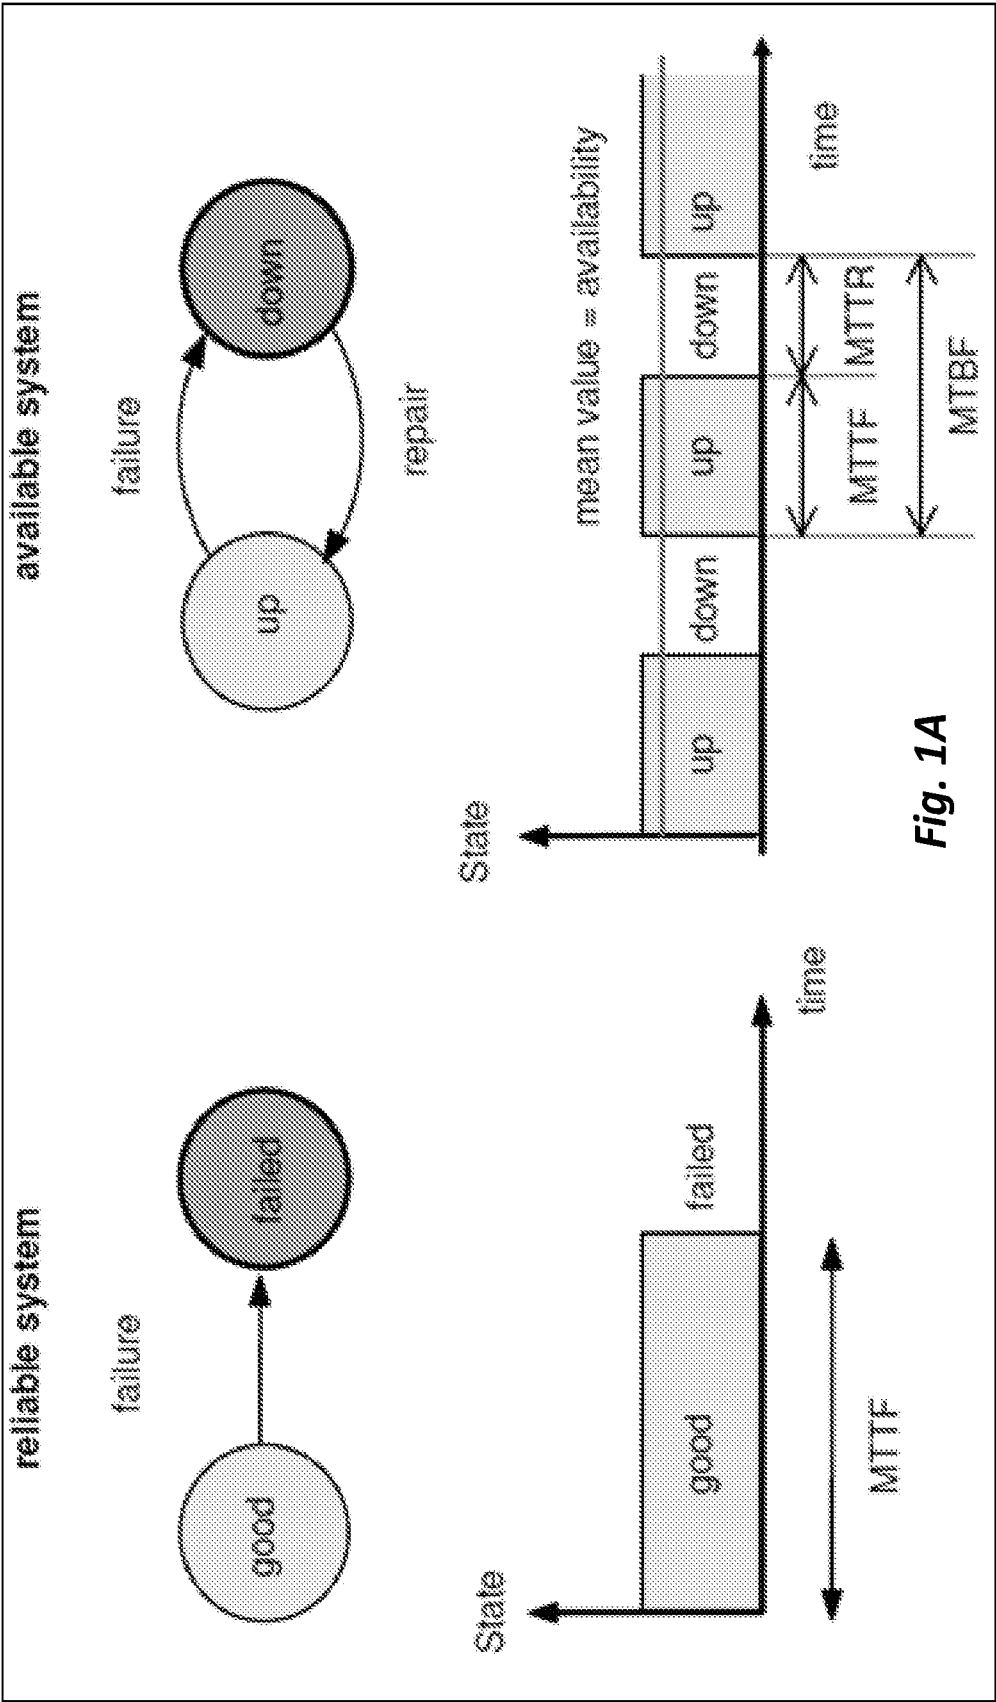 reliable system
failure
good
failed
State
good
failed
time
MTTF
available system
failure
up
down
repair
State
mean value = availability
up
down
up
down
up
time
MTTF
MTTR
MTBF
Fig. 1A